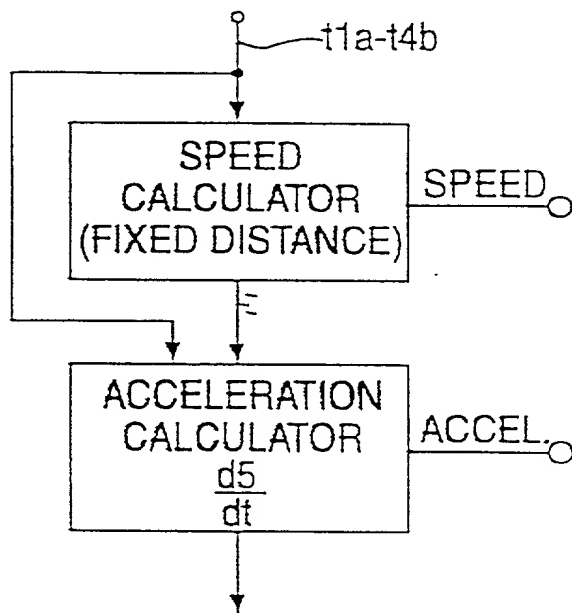 t1a-t4b
SPEED
CALCULATOR
(FIXED DISTANCE)
SPEED
ACCELERATION
CALCULATOR
d5
dt
ACCEL.